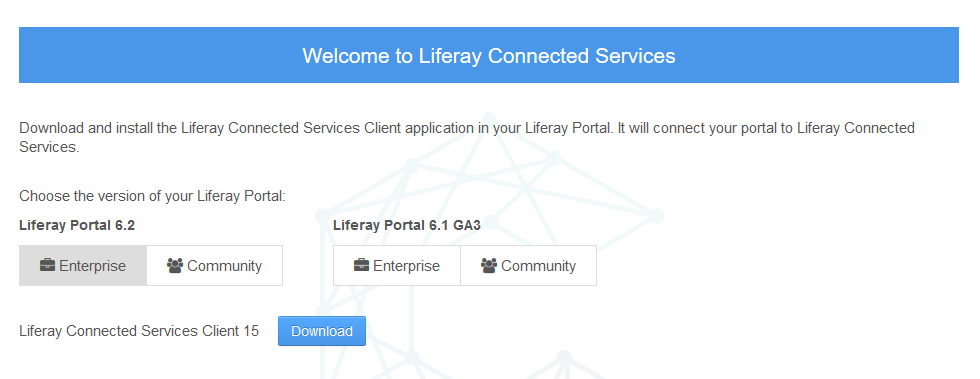 Welcome to Liferay Connected Services
Download and install the Liferay Connected Services Client application in your Liferay Portal. It will connect your portal to Liferay Connected
Services.
Choose the version of your Liferay Portal:
Liferay Portal 6.2
Liferay Portal 6.1 GA3
Enterprise
Community
Enterprise
Community
Liferay Connected Services Client 15
Download